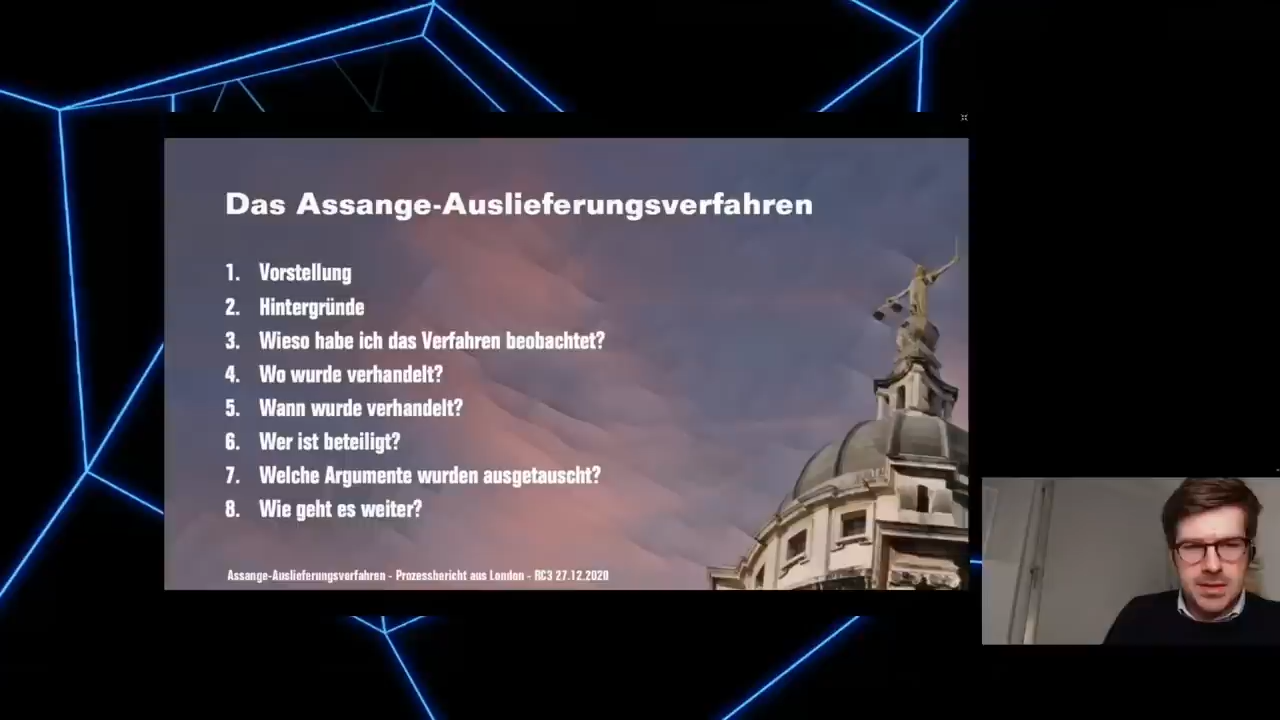 Das Assange-Auslieferungsverfahren
1. Vorstellung
2. Hintergründe
3. Wieso habe ich das Verfahren beobachtet?
4. Wo wurde verhandelt?
5. Wann wurde verhandelt?
6. Wer ist beteiligt?
7. Welche Argumente wurden ausgetauscht?
8. Wie geht es weiter?
Assange-Auslieferungsverfahren - Prozessbericht aus London - RC3 27.12.2020